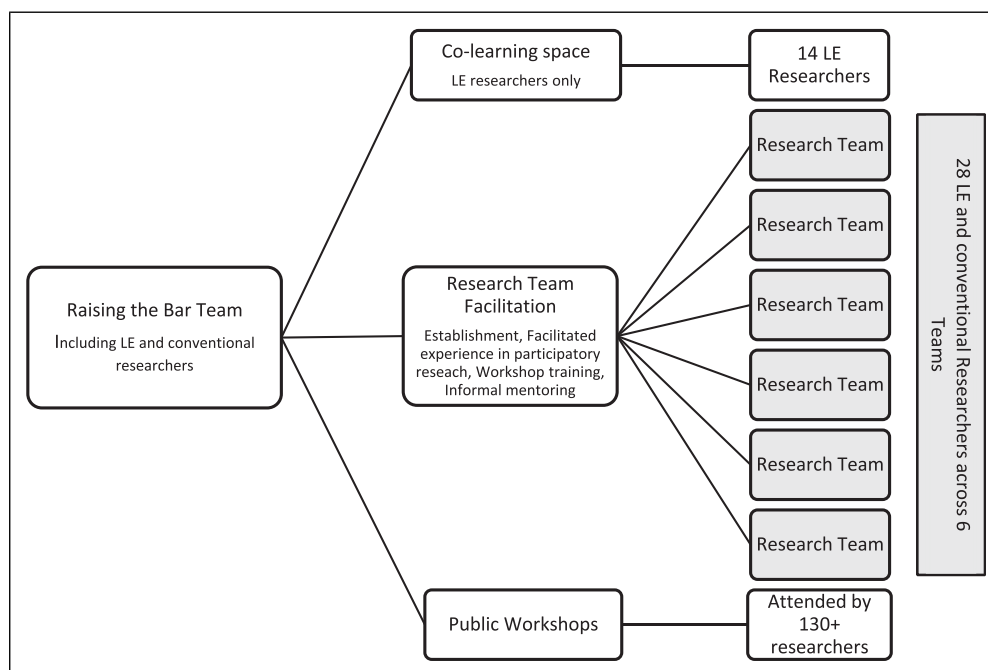 Co-learning space
LE researchers only
14 LE
Researchers
Research Team
Research Team
Raising the Bar Team
Including LE and conventional
researchers
Research Team
Facilitation
Establishment, Facilitated
experience in participatory
reseach, Workshop training,
Informal mentoring
Research Team
Research Team
Research Team
Research Team
28 LE and conventional Researchers across 6
Teams
Public Workshops
Attended by
130+
researchers